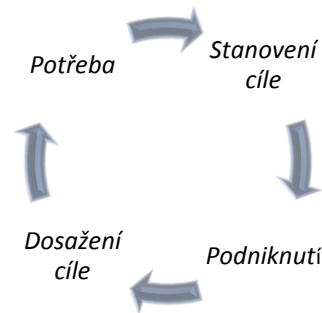 Potřeba
Stanovení
cíle
Podniknutí
Dosažení
cíle